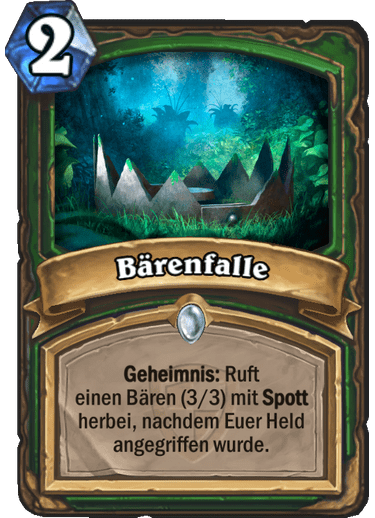 2
Bärenfalle
Geheimnis: Ruft
einen Bären (3/3) mit Spott
herbei, nachdem Euer Held
angegriffen wurde.